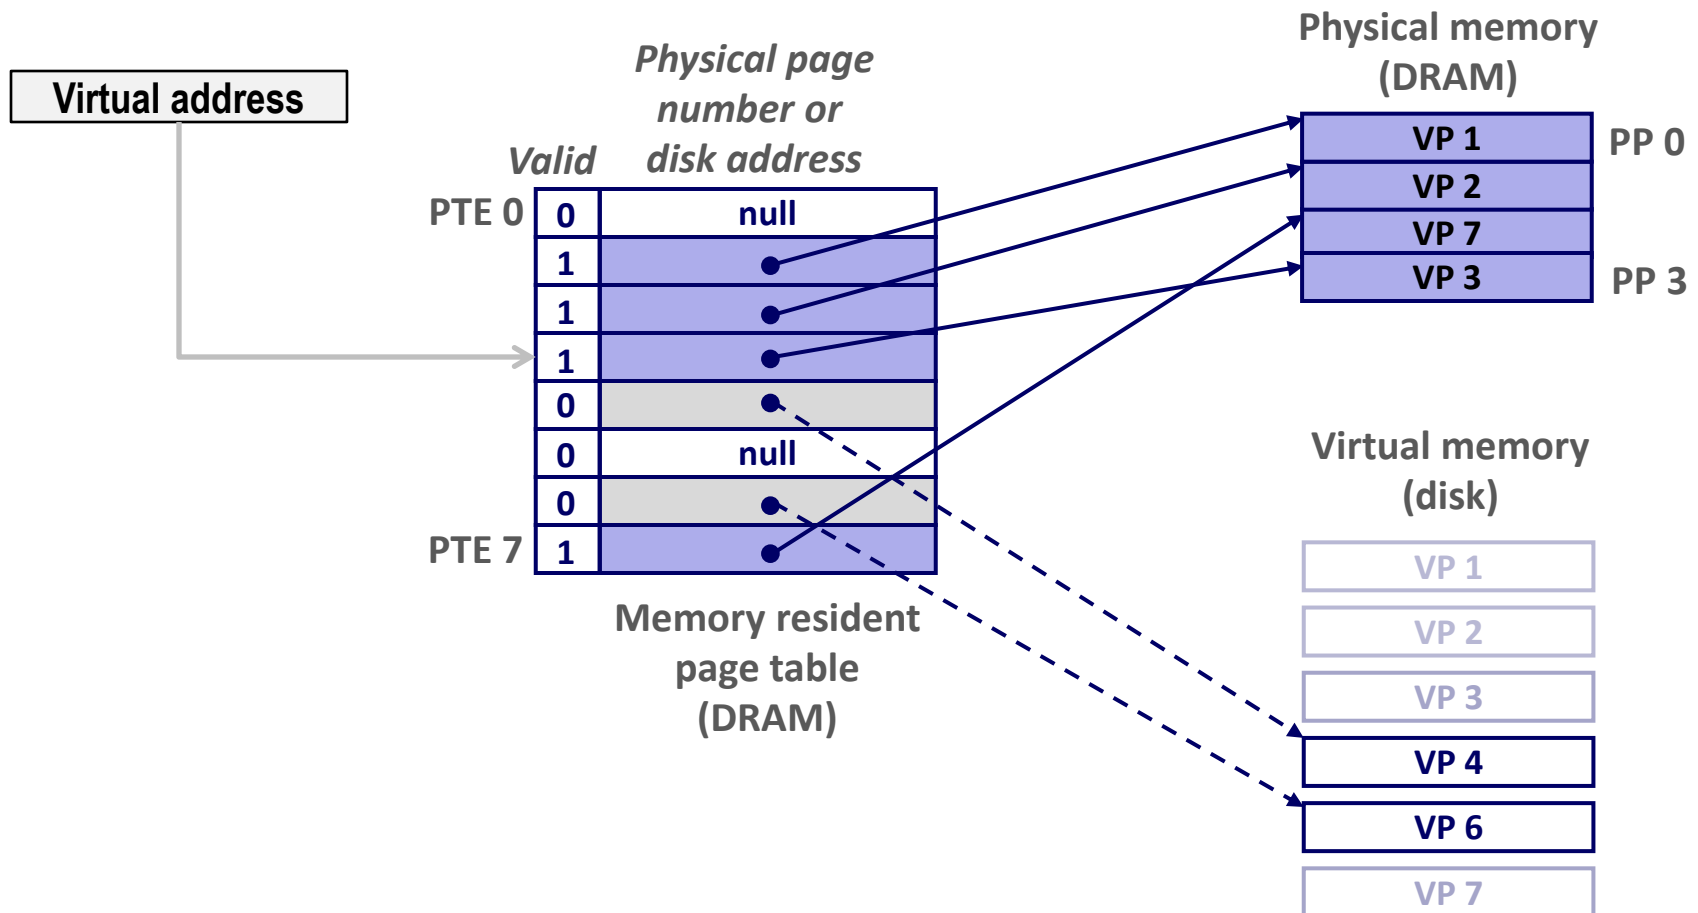 Virtual address
Physical page
number or
disk address
Valid
PTE 0
0
null
1
1
1
0
0
null
0
PTE 7
1
Memory resident
page table
(DRAM)
Physical memory
(DRAM)
VP 1
PP 0
VP 2
VP 7
VP 3
PP 3
Virtual memory
(disk)
VP 1
VP 2
VP 3
VP 4
VP 6
VP 7